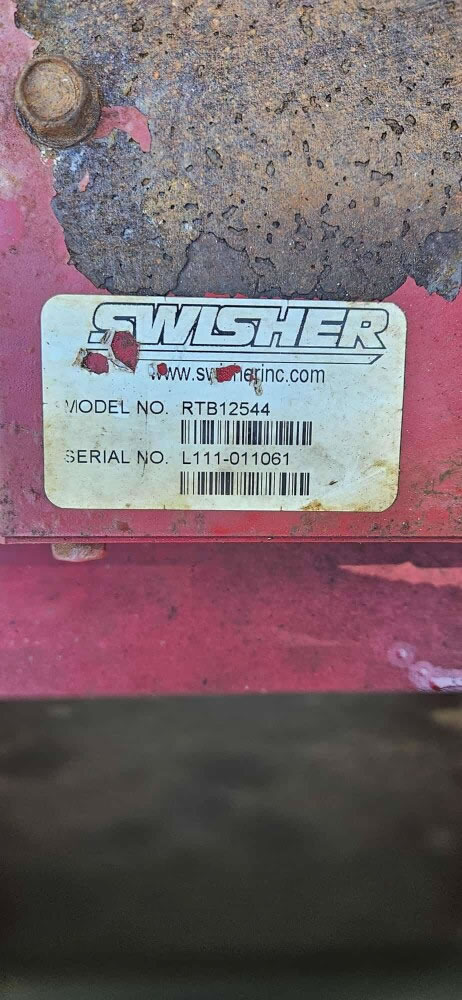 SWISHER
www.swisherinc.com
MODEL NO. RTB12544
SERIAL NO. L111-011061